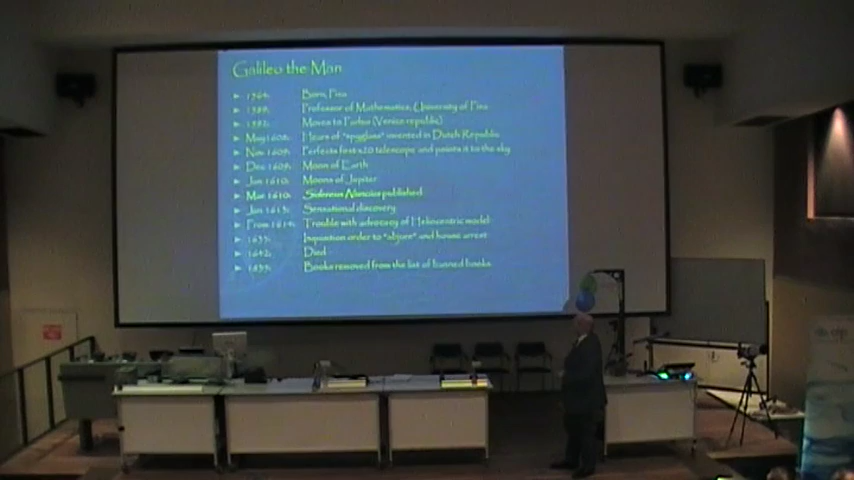 Galileo the Man
► 1564: Born, Pisa
► 1589: Professor of Mathematics, University of Pisa
► 1592: Moves to Padua (Venice republic)
► May 1609: Hears of "spyglass" invented in Dutch Republic
► Nov 1609: Perfects first x20 telescope and points it to the sky
► Dec 1609: Moon of Earth
► Jan 1610: Moons of Jupiter
► Mar 1610: Sidereus Nuncius published
► Jan 1613: Sensational discovery
► From 1614: Trouble with advocacy of Heliocentric model
► 1633: Inquisition order to "abjure" and house arrest
► 1642: Died
► 1835: Books removed from the list of banned books